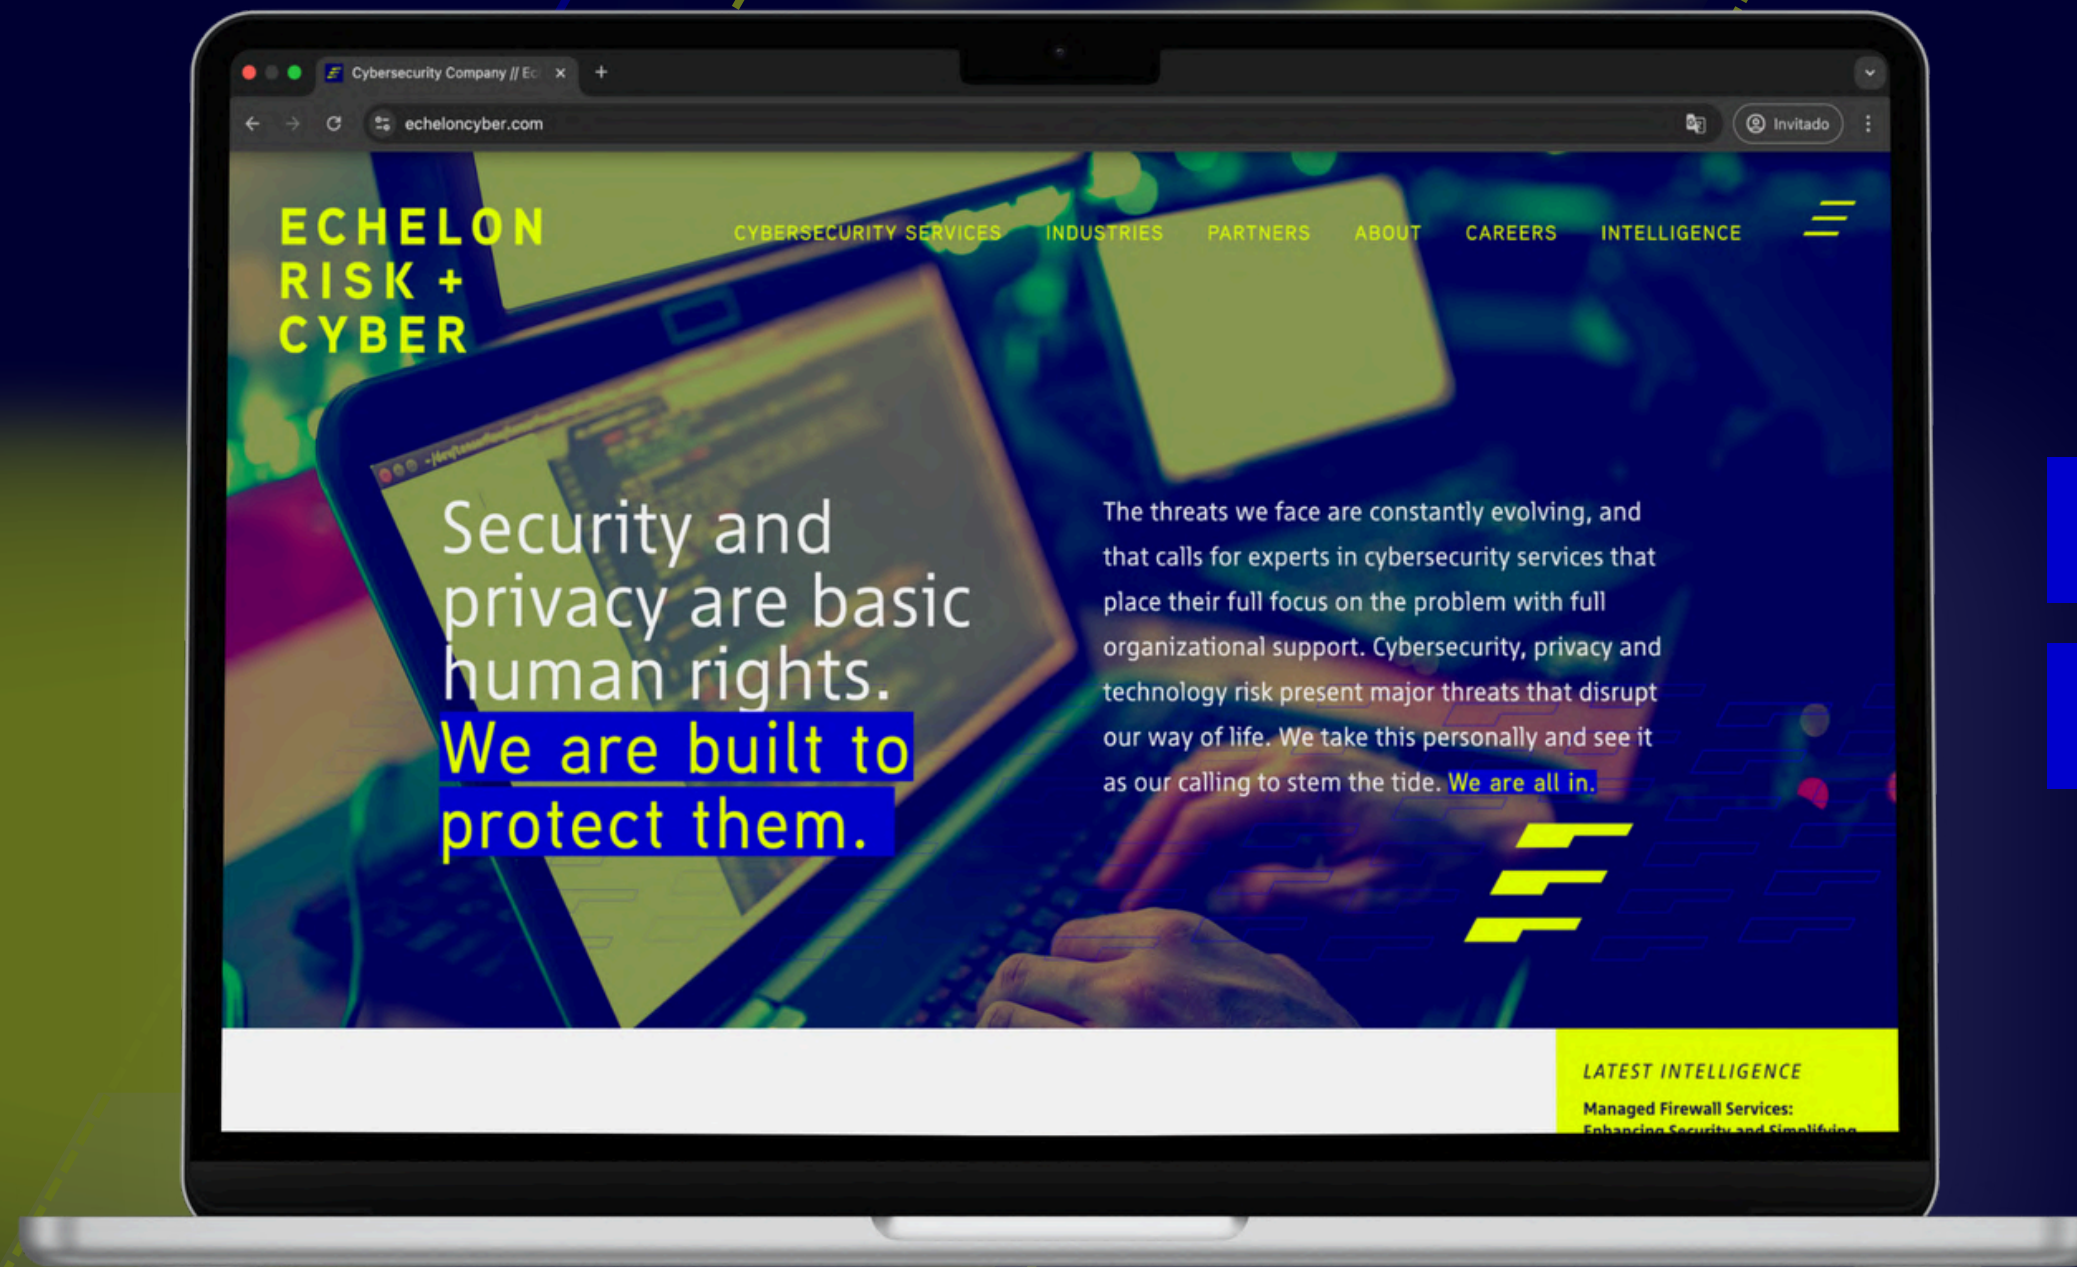 Cybersecurity Company // Ec
echeloncyber.com
Invitado
ECHELON
RISK +
CYBER
CYBERSECURITY SERVICES INDUSTRIES PARTNERS ABOUT CAREERS INTELLIGENCE
Security and
privacy are basic
human rights.
We are built to
protect them.
The threats we face are constantly evolving, and
that calls for experts in cybersecurity services that
place their full focus on the problem with full
organizational support. Cybersecurity, privacy and
technology risk present major threats that disrupt
our way of life. We take this personally and see it
as our calling to stem the tide. We are all in.
LATEST INTELLIGENCE
Managed Firewall Services:
Enhancing Security and Simplifying